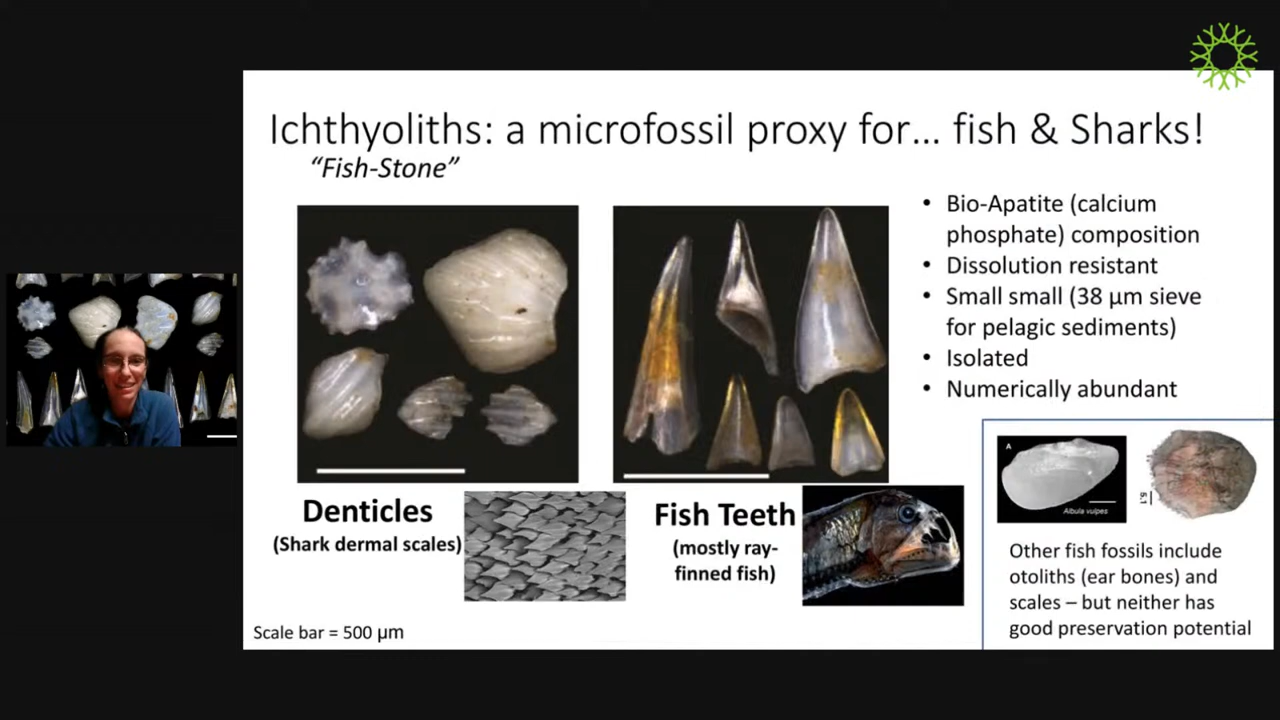 Ichthyoliths: a microfossil proxy for... fish & Sharks!
“Fish-Stone”
• Bio-Apatite (calcium
phosphate) composition
• Dissolution resistant
• Small small (38 µm sieve
for pelagic sediments)
• Isolated
• Numerically abundant
Denticles
(Shark dermal scales)
Fish Teeth
(mostly ray-
finned fish)
A
Albula vulpes
Other fish fossils include
otoliths (ear bones) and
scales – but neither has
good preservation potential
Scale bar = 500 µm